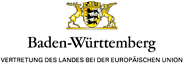 Baden-Württemberg
VERTRETUNG DES LANDES BEI DER EUROPÄISCHEN UNION